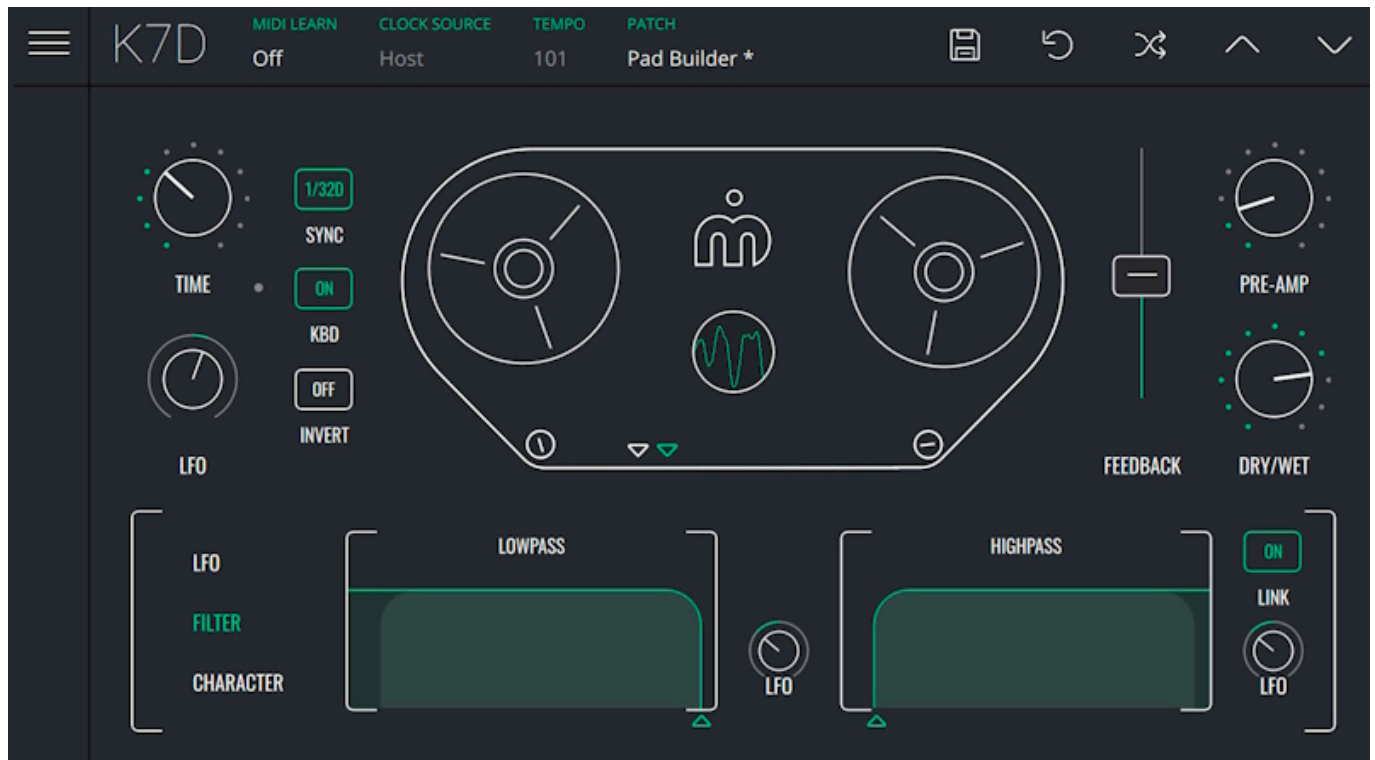 K7D
MIDI LEARN
Off
CLOCK SOURCE
Host
TEMPO
101
PATCH
Pad Builder *
TIME
1/32D
SYNC
ON
KBD
OFF
INVERT
LFO
FEEDBACK
PRE-AMP
DRY/WET
LFO
FILTER
CHARACTER
LOWPASS
LFO
HIGHPASS
ON
LINK
LFO